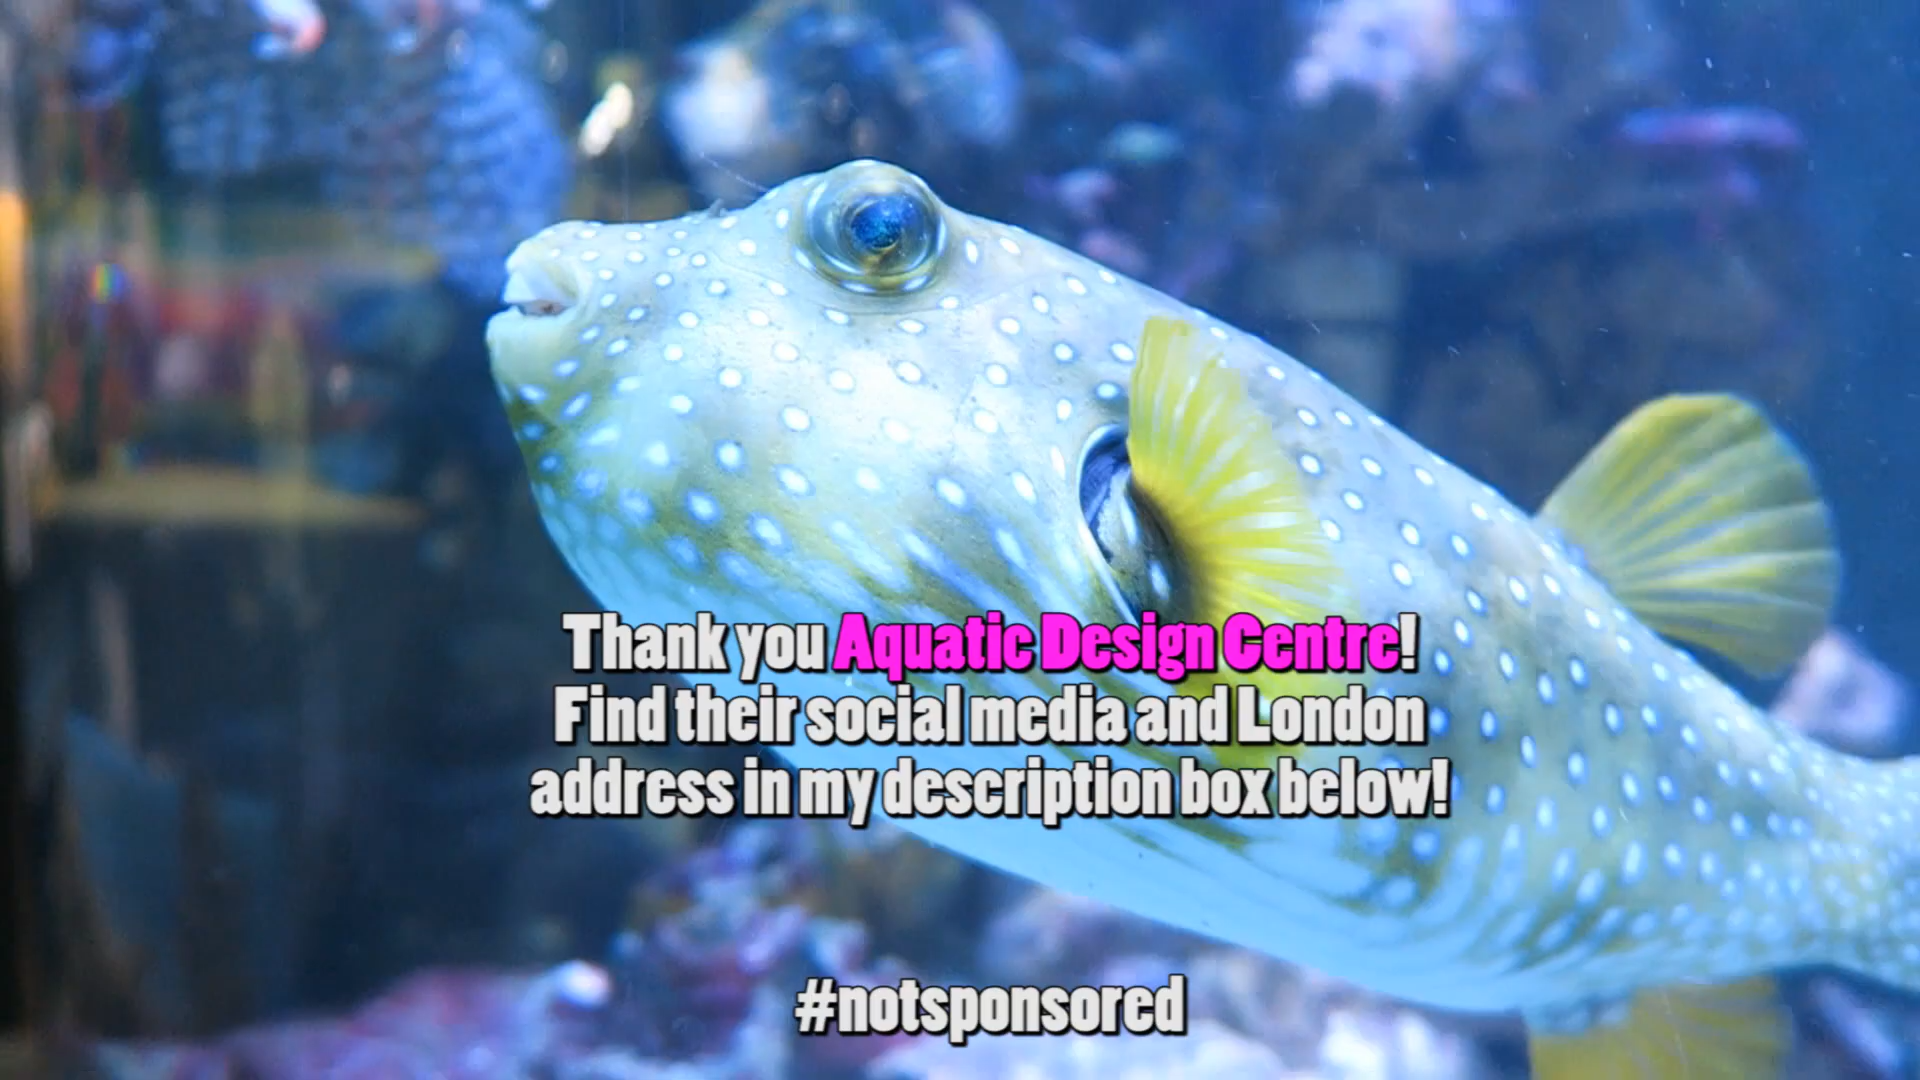 Thank you Aquatic Design Centre!
Find their social media and London
address in my description box below!
#notsponsored